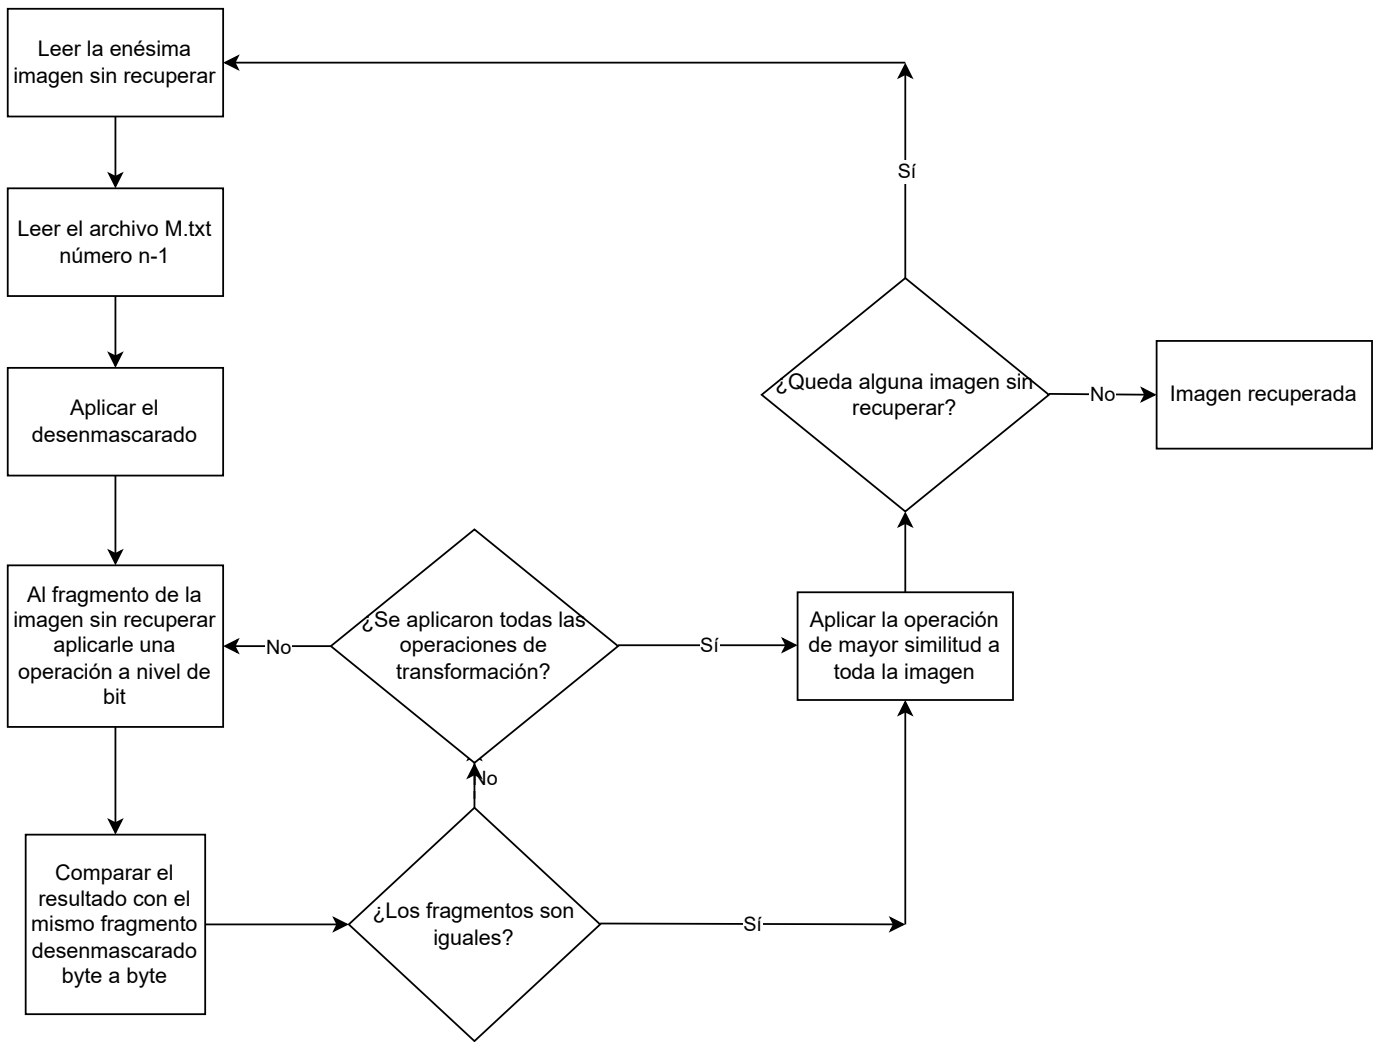 Leer la enésima
imagen sin recuperar
Leer el archivo M.txt
número n-1
Aplicar el
desenmascarado
Al fragmento de la
imagen sin recuperar
aplicarle una
operación a nivel de
bit
Comparar el
resultado con el
mismo fragmento
desenmascarado
byte a byte
¿Los fragmentos son
iguales?
No
Sí
¿Se aplicaron todas las
operaciones de
transformación?
No
Sí
Aplicar la operación
de mayor similitud a
toda la imagen
¿Queda alguna imagen sin
recuperar?
Sí
No
Imagen recuperada